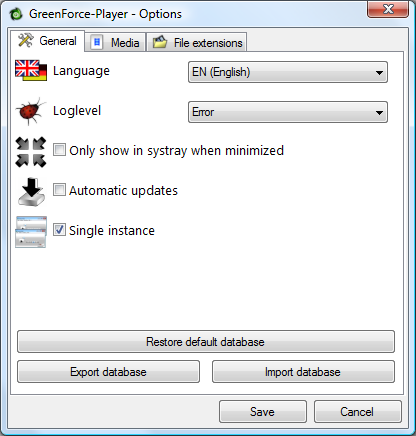 GreenForce-Player - Options
General Media File extensions
Language EN (English)
Loglevel Error
Only show in systray when minimized
Automatic updates
Single instance
Restore default database
Export database Import database
Save Cancel